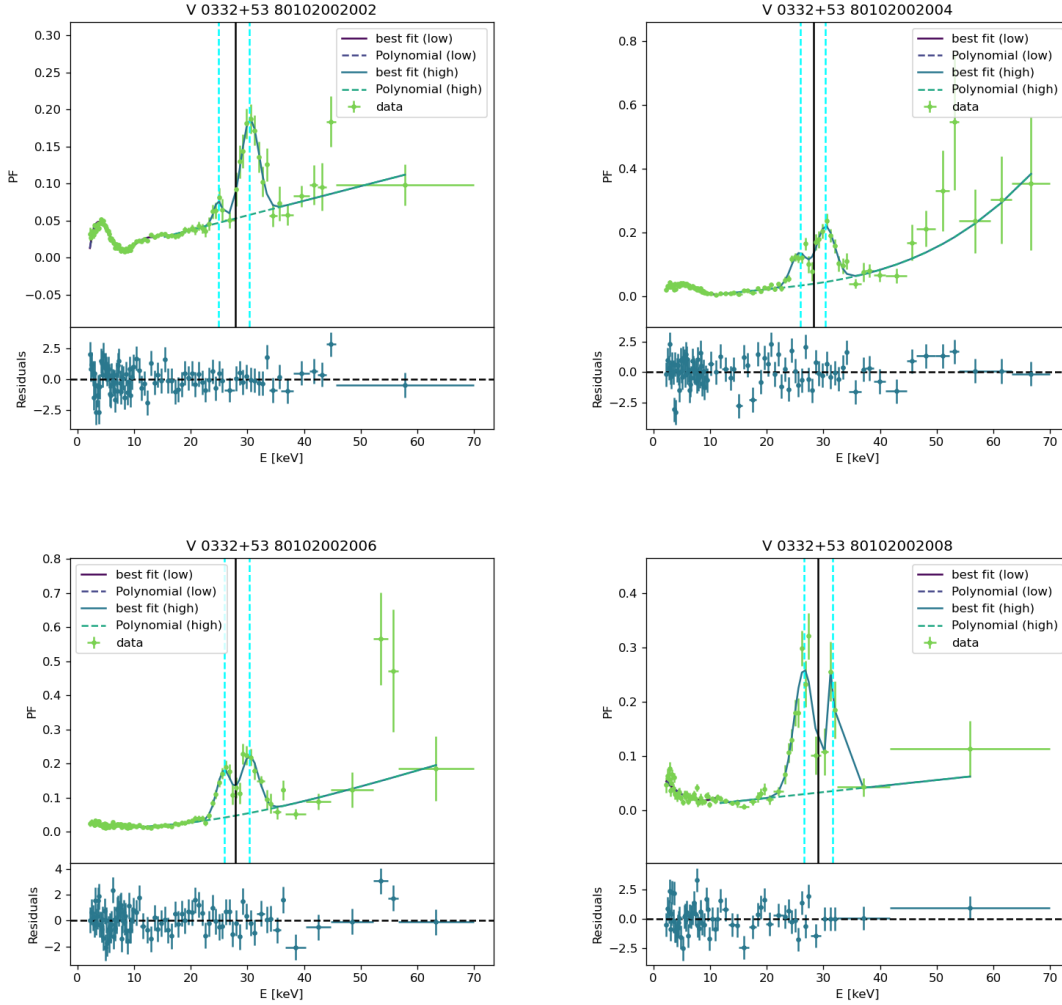 V 0332+53 80102002002
0.30
0.25
0.20
0.15
0.10
0.05
0.00
−0.05
PF
best fit (low)
Polynomial (low)
best fit (high)
Polynomial (high)
data
2.5
0.0
−2.5
Residuals
0 10 20 30 40 50 60 70
E [keV]
V 0332+53 80102002004
0.8
0.6
0.4
0.2
0.0
PF
best fit (low)
Polynomial (low)
best fit (high)
Polynomial (high)
data
2.5
0.0
−2.5
Residuals
0 10 20 30 40 50 60 70
E [keV]
V 0332+53 80102002006
0.8
0.7
0.6
0.5
0.4
0.3
0.2
0.1
0.0
PF
best fit (low)
Polynomial (low)
best fit (high)
Polynomial (high)
data
4
2
0
−2
Residuals
0 10 20 30 40 50 60 70
E [keV]
V 0332+53 80102002008
0.4
0.3
0.2
0.1
0.0
PF
best fit (low)
Polynomial (low)
best fit (high)
Polynomial (high)
data
2.5
0.0
−2.5
Residuals
0 10 20 30 40 50 60 70
E [keV]